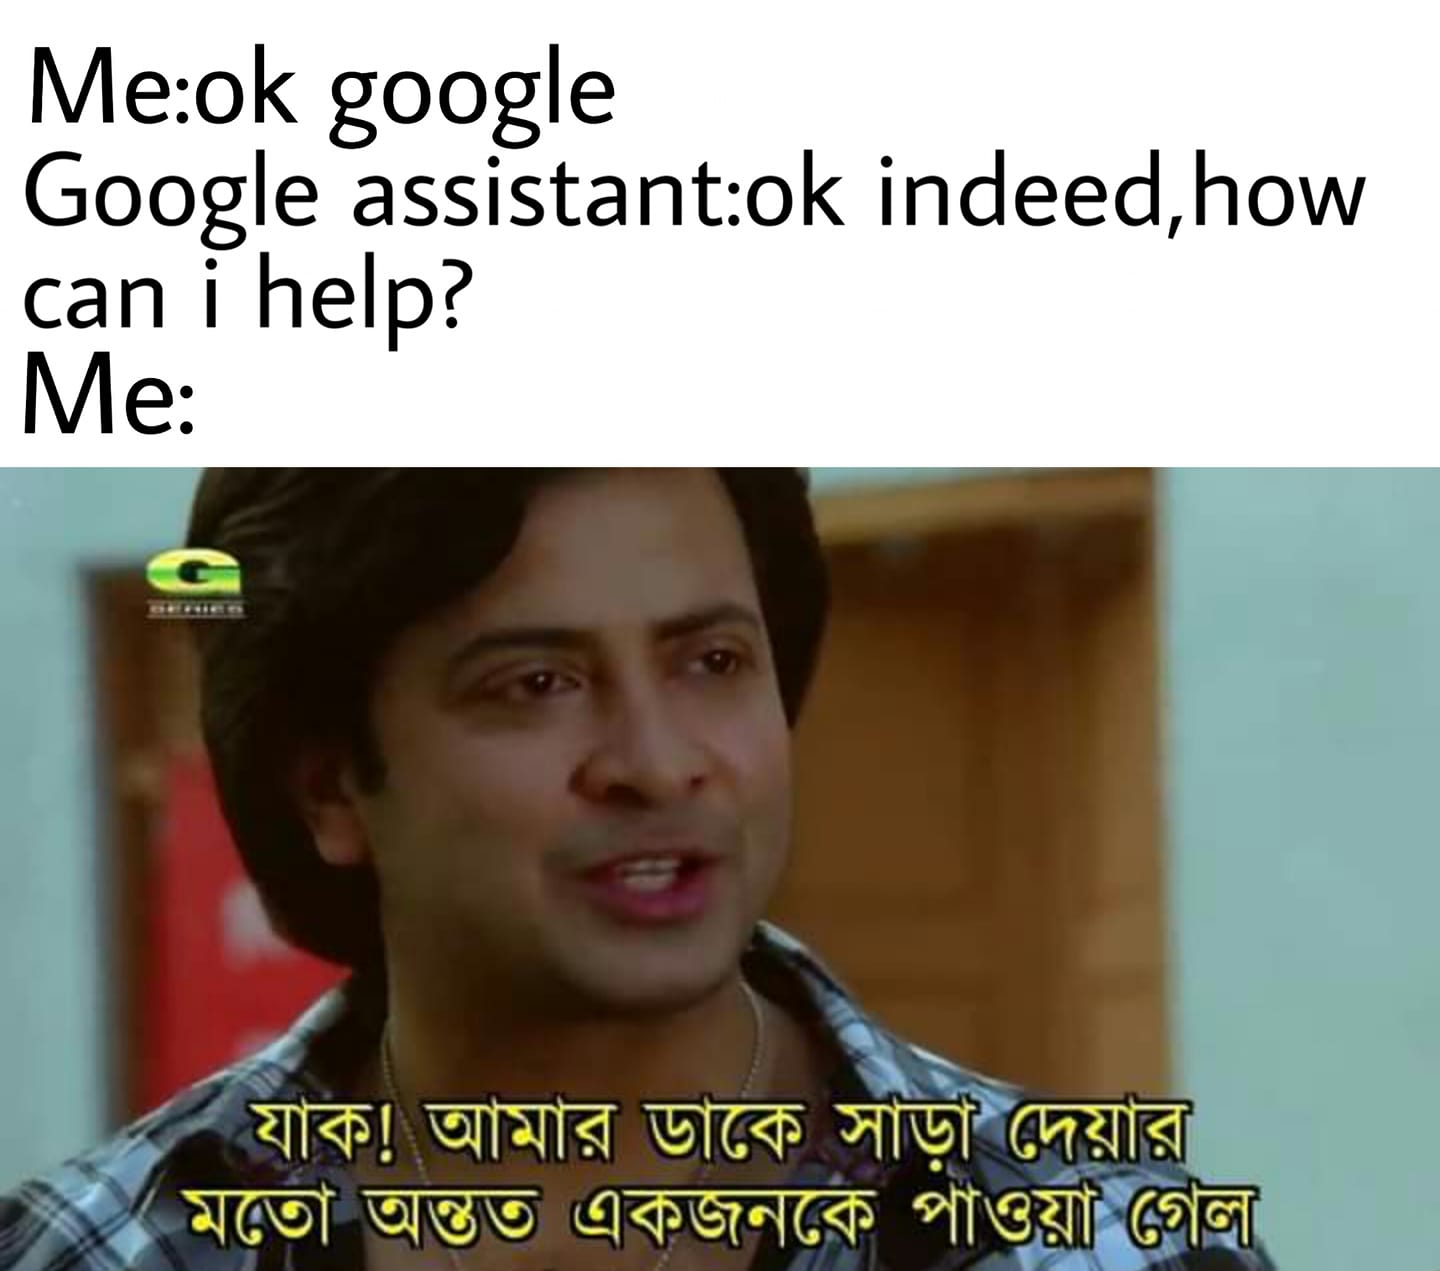 Me:ok google
Google assistant:ok indeed,how
can i help?
Me:
G
SERIES
যাক! আমার ডাকে সাড়া দেয়ার
মতো অন্তত একজনকে পাওয়া গেল